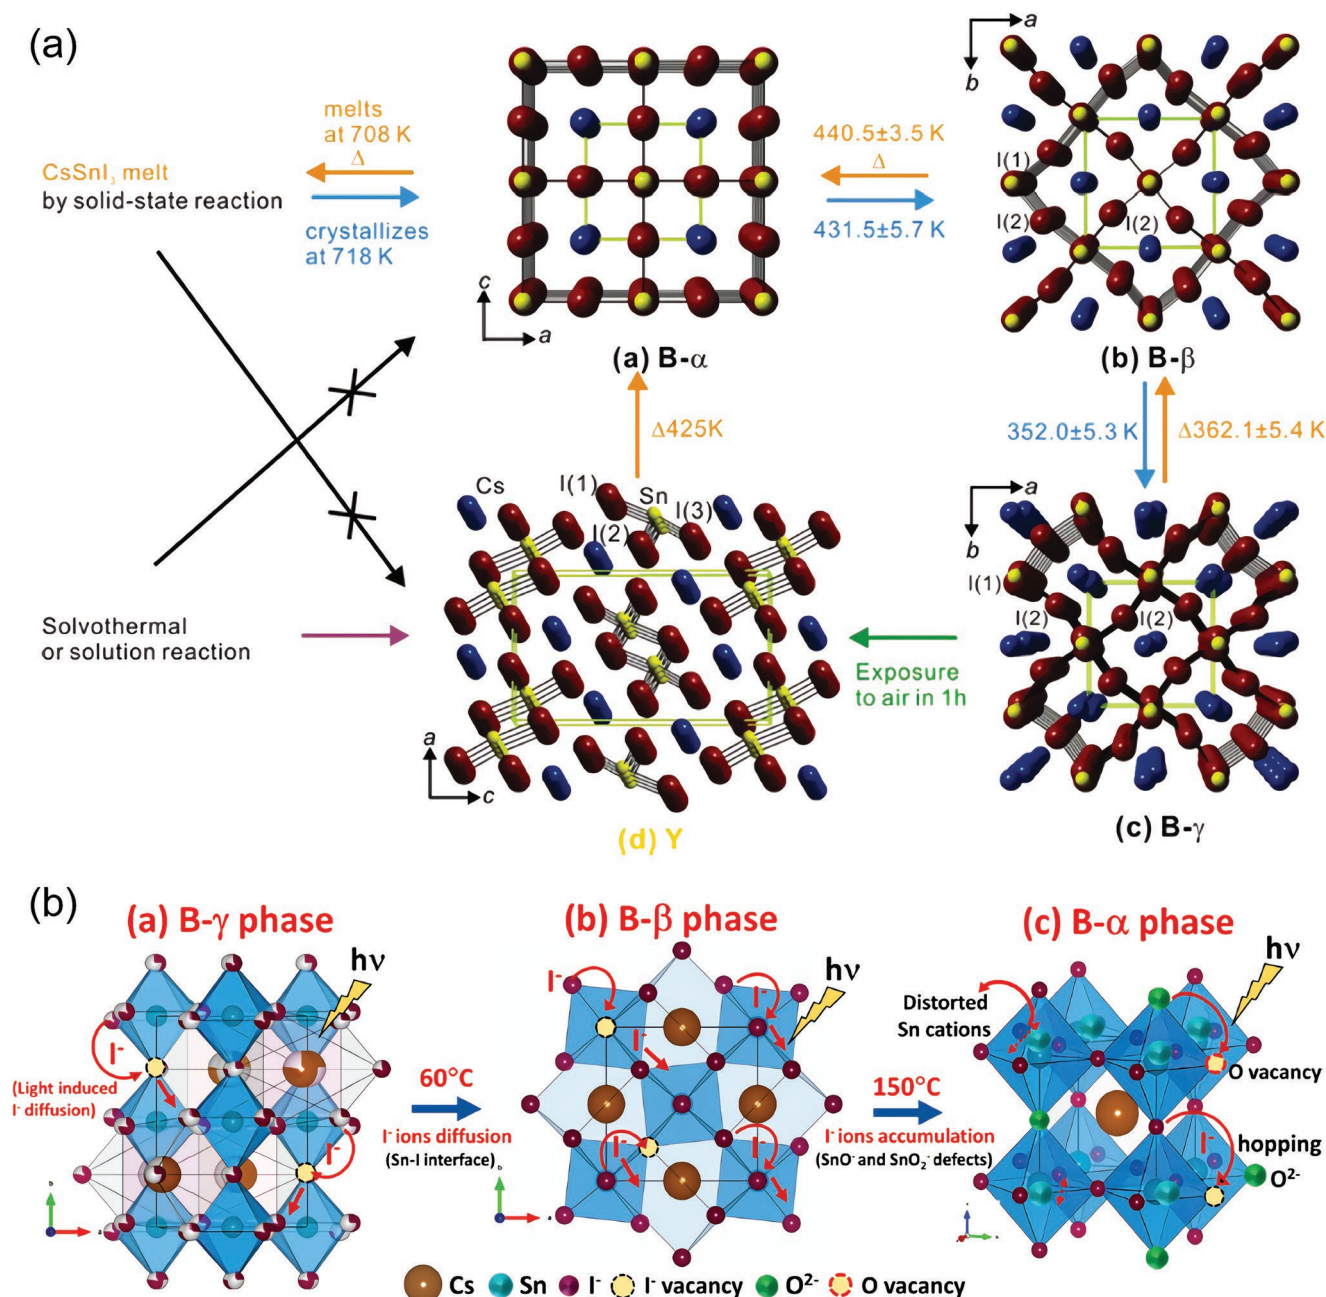 (a)
melts
at 708 K
Δ
CsSnI₃ melt
by solid-state reaction
crystallizes
at 718 K
c
a
(a) B-α
440.5±3.5 K
Δ
431.5±5.7 K
a
b
I(1)
I(2)
I(2)
(b) B-β
Δ425K
352.0±5.3 K
Δ362.1±5.4 K
Cs
I(1)
Sn
I(3)
I(2)
a
b
I(1)
I(2)
I(2)
Solvothermal
or solution reaction
Exposure
to air in 1h
a
c
(d) Y
(c) B-γ
(b)
(a) B-γ phase
(b) B-β phase
(c) B-α phase
hν
I⁻
(Light induced
I⁻ diffusion)
I⁻
60°C
I⁻ ions diffusion
(Sn-I interface)
hν
I⁻
I⁻
I⁻
I⁻
I⁻
150°C
I⁻ ions accumulation
(SnO⁻ and SnO₂⁻ defects)
hν
Distorted
Sn cations
O vacancy
I⁻
hopping
O²⁻
Cs
Sn
I⁻
I⁻ vacancy
O²⁻
O vacancy